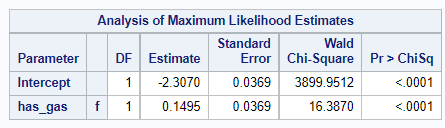 Analysis of Maximum Likelihood Estimates
Parameter DF Estimate Standard Error Wald Chi-Square Pr > ChiSq
Intercept 1 -2.3070 0.0369 3899.9512 <.0001
has_gas f 1 0.1495 0.0369 16.3870 <.0001